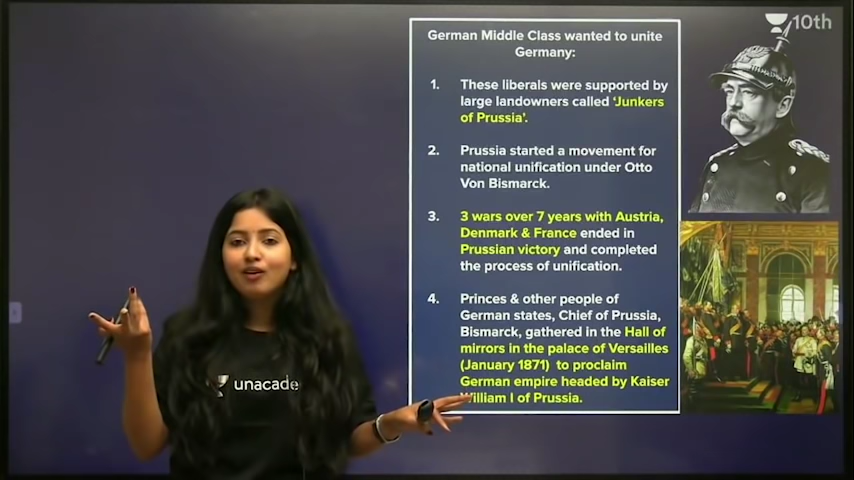 10th
German Middle Class wanted to unite
Germany:
1. These liberals were supported by
large landowners called 'Junkers
of Prussia'.
2. Prussia started a movement for
national unification under Otto
Von Bismarck.
3. 3 wars over 7 years with Austria,
Denmark & France ended in
Prussian victory and completed
the process of unification.
4. Princes & other people of
German states, Chief of Prussia,
Bismarck, gathered in the Hall of
mirrors in the palace of Versailles
(January 1871) to proclaim
German empire headed by Kaiser
William I of Prussia.
unacade